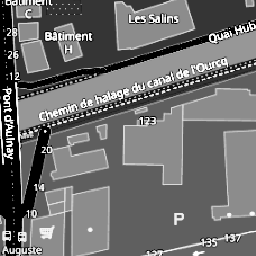 Bâtiment
C
Les Salins
28
Bâtiment
H
Quai Hub
26
12
Chemin de halage du canal de l'Ourcq
Pont d'Aulnay
123
20
14
10
P
135
137
127
Auguste